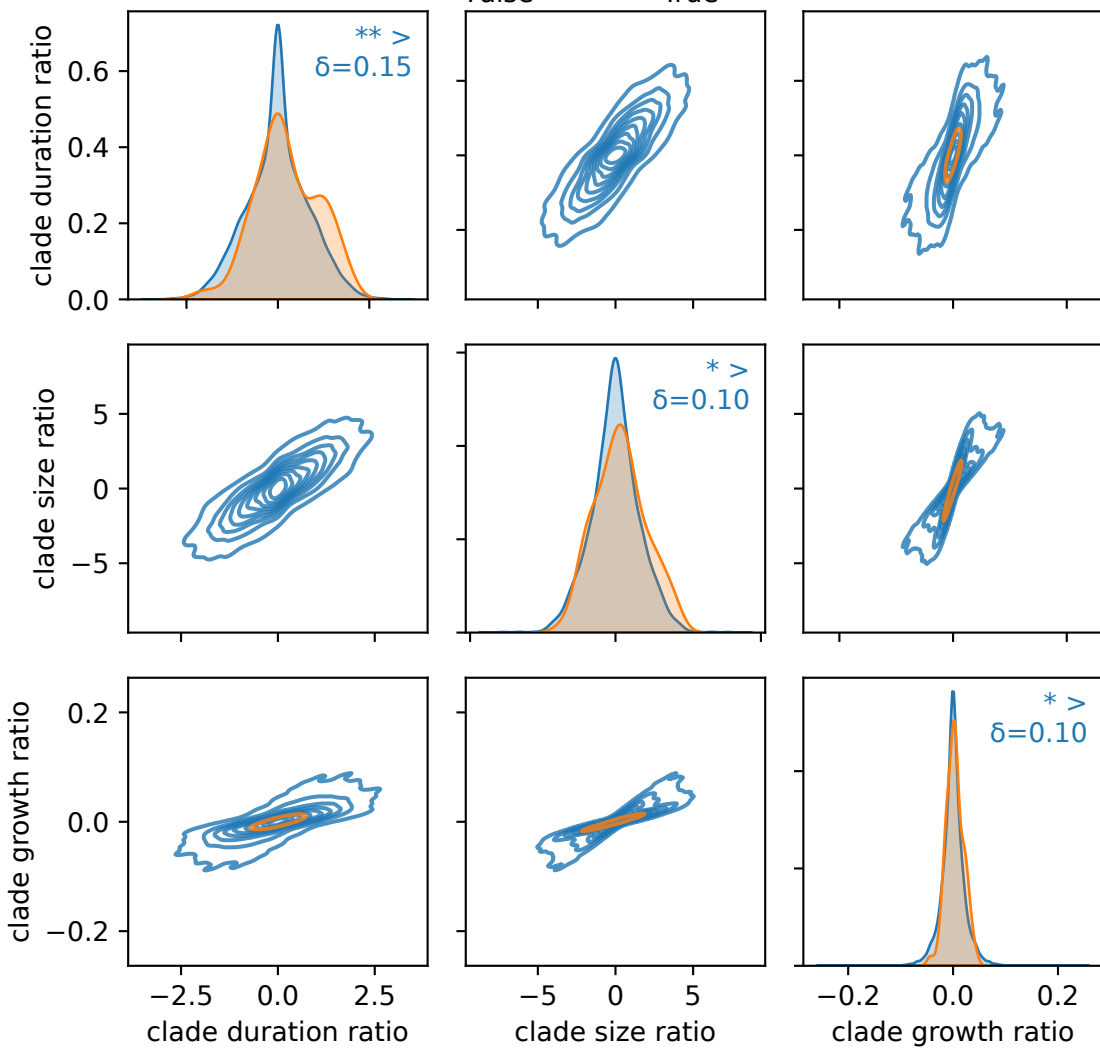 False True
clade duration ratio
0.6
0.4
0.2
0.0
** >
δ=0.15
clade size ratio
5
0
−5
* >
δ=0.10
clade growth ratio
0.2
0.0
−0.2
* >
δ=0.10
−2.5 0.0 2.5
−5 0 5
−0.2 0.0 0.2
clade duration ratio
clade size ratio
clade growth ratio